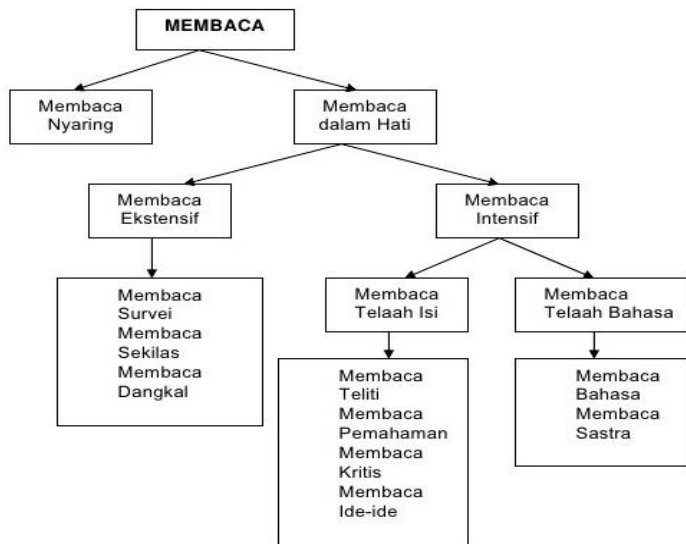 MEMBACA
Membaca
Nyaring
Membaca
dalam Hati
Membaca
Ekstensif
Membaca
Intensif
Membaca
Survei
Membaca
Sekilas
Membaca
Dangkal
Membaca
Telaah Isi
Membaca
Telaah Bahasa
Membaca
Teliti
Membaca
Pemahaman
Membaca
Kritis
Membaca
Ide-ide
Membaca
Bahasa
Membaca
Sastra